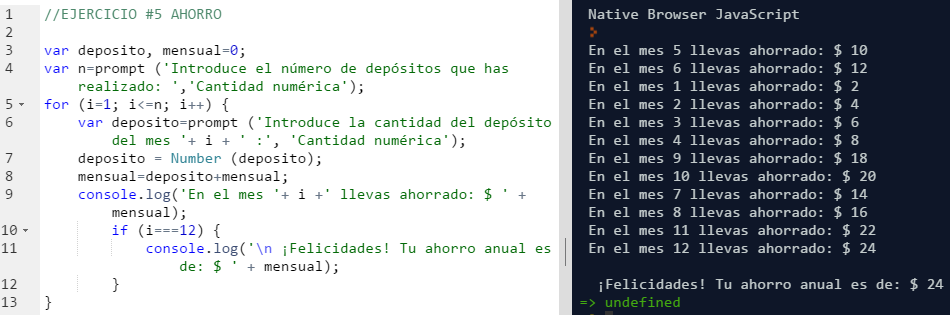 1 //EJERCICIO #5 AHORRO
2
3 var deposito, mensual=0;
4 var n=prompt ('Introduce el número de depósitos que has
realizado: ','Cantidad numérica');
5 for (i=1; i<=n; i++) {
6 var deposito=prompt ('Introduce la cantidad del depósito
del mes '+ i + ' :', 'Cantidad numérica');
7 deposito = Number (deposito);
8 mensual=deposito+mensual;
9 console.log('En el mes '+ i +' llevas ahorrado: $ ' +
mensual);
10 if (i===12) {
11 console.log('\n ¡Felicidades! Tu ahorro anual es
de: $ ' + mensual);
12 }
13 }
Native Browser JavaScript
En el mes 5 llevas ahorrado: $ 10
En el mes 6 llevas ahorrado: $ 12
En el mes 1 llevas ahorrado: $ 2
En el mes 2 llevas ahorrado: $ 4
En el mes 3 llevas ahorrado: $ 6
En el mes 4 llevas ahorrado: $ 8
En el mes 9 llevas ahorrado: $ 18
En el mes 10 llevas ahorrado: $ 20
En el mes 7 llevas ahorrado: $ 14
En el mes 8 llevas ahorrado: $ 16
En el mes 11 llevas ahorrado: $ 22
En el mes 12 llevas ahorrado: $ 24
¡Felicidades! Tu ahorro anual es de: $ 24
=> undefined